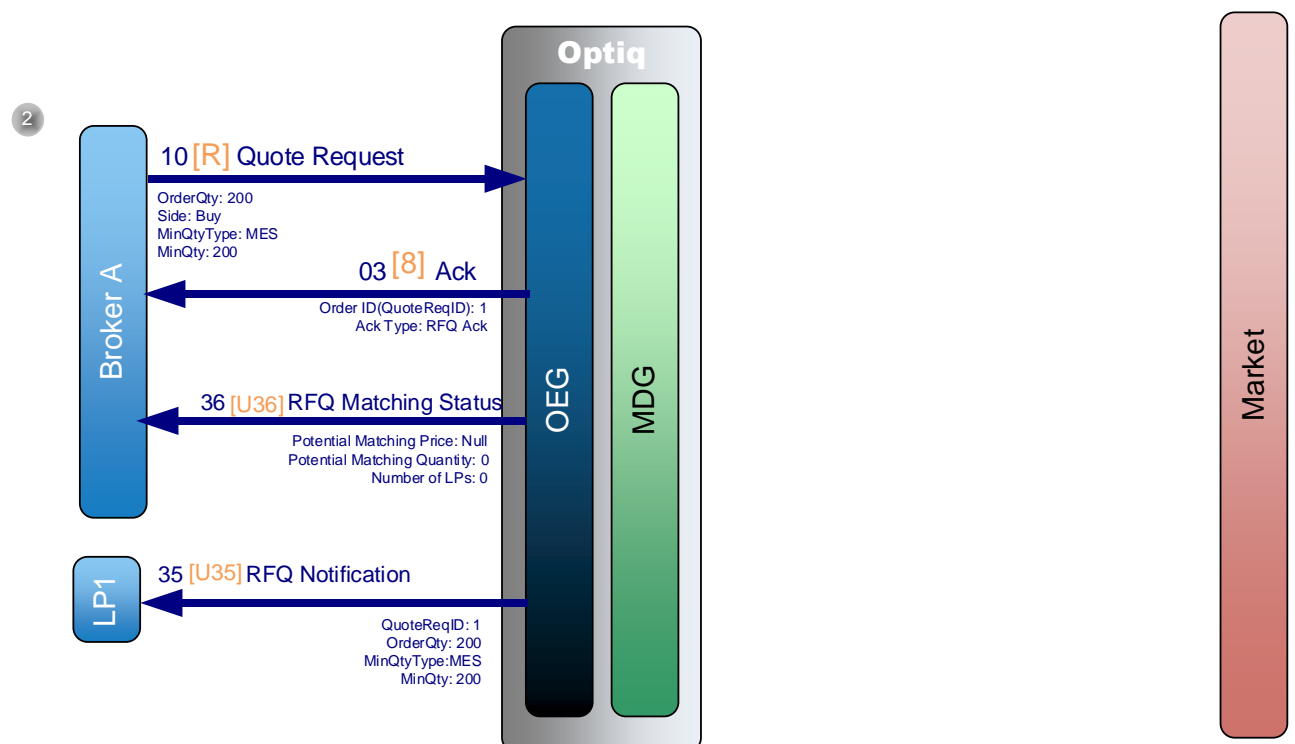 Optiq
2
10 [R] Quote Request
OrderQty: 200
Side: Buy
MinQtyType: MES
MinQty: 200
03 [8] Ack
Order ID(QuoteReqID): 1
Ack Type: RFQ Ack
Broker A
36 [U36] RFQ Matching Status
Potential Matching Price: Null
Potential Matching Quantity: 0
Number of LPs: 0
OEG
MDG
Market
LP1
35 [U35] RFQ Notification
QuoteReqID: 1
OrderQty: 200
MinQtyType:MES
MinQty: 200